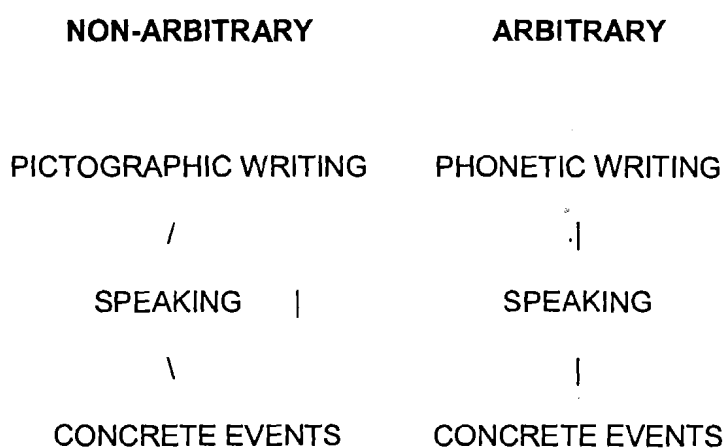 NON-ARBITRARY ARBITRARY
PICTOGRAPHIC WRITING PHONETIC WRITING
/ |
SPEAKING | SPEAKING
\ |
CONCRETE EVENTS CONCRETE EVENTS